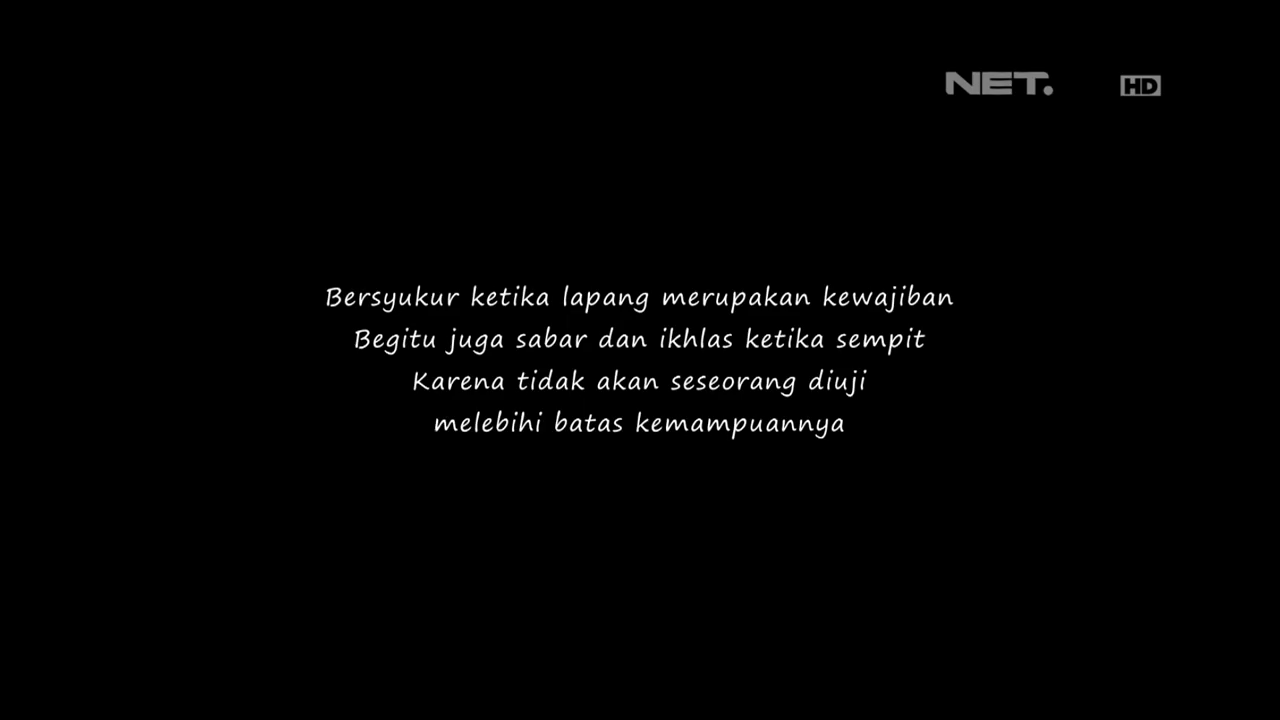 NET. HD
Bersyukur ketika lapang merupakan kewajiban
Begitu juga sabar dan ikhlas ketika sempit
Karena tidak akan seseorang diuji
melebihi batas kemampuannya